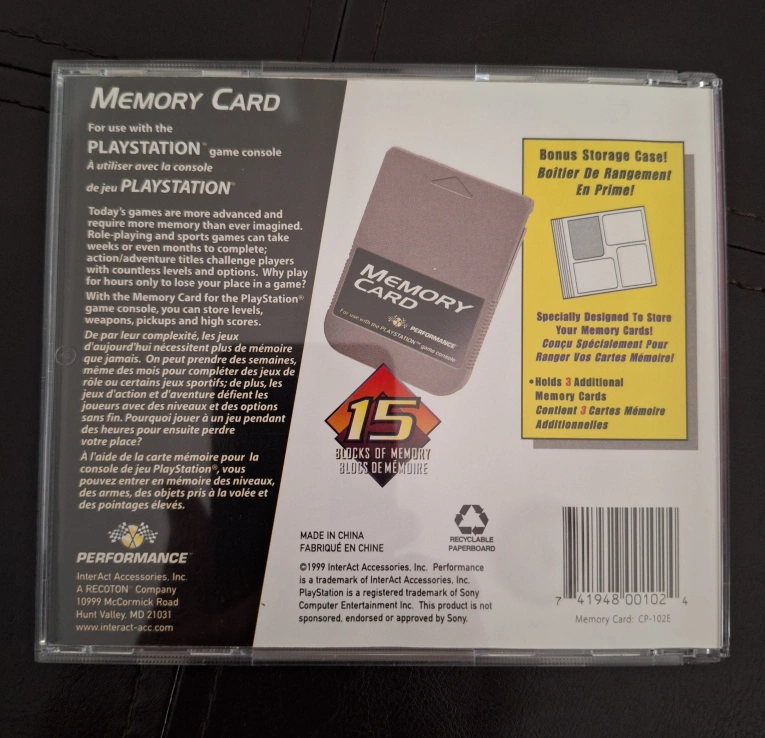 MEMORY CARD
For use with the
PLAYSTATION™ game console
À utiliser avec la console
de jeu PLAYSTATION™
Today's games are more advanced and
require more memory than ever imagined.
Role-playing and sports games can take
weeks or even months to complete;
action/adventure titles challenge players
with countless levels and options. Why play
for hours only to lose your place in a game?
With the Memory Card for the PlayStation®
game console, you can store levels,
weapons, pickups and high scores.
De par leur complexité, les jeux
d'aujourd'hui nécessitent plus de mémoire
que jamais. On peut prendre des semaines,
même des mois pour compléter des jeux de
rôle ou certains jeux sportifs; de plus, les
jeux d'action et d'aventure défient les
joueurs avec des niveaux et des options
sans fin. Pourquoi jouer à un jeu pendant
des heures pour ensuite perdre
votre place?
À l'aide de la carte mémoire pour la
console de jeu PlayStation®, vous
pouvez entrer en mémoire des niveaux,
des armes, des objets pris à la volée et
des pointages élevés.
PERFORMANCE™
InterAct Accessories, Inc.
A RECOTON® Company
10999 McCormick Road
Hunt Valley, MD 21031
www.interact-acc.com
MEMORY
CARD
For use with the PLAYSTATION™ game console
PERFORMANCE
15
BLOCKS OF MEMORY
BLOCS DE MÉMOIRE
MADE IN CHINA
FABRIQUÉ EN CHINE
©1999 InterAct Accessories, Inc. Performance
is a trademark of InterAct Accessories, Inc.
PlayStation is a registered trademark of Sony
Computer Entertainment Inc. This product is not
sponsored, endorsed or approved by Sony.
RECYCLABLE
PAPERBOARD
Bonus Storage Case!
Boîtier De Rangement
En Prime!
Specially Designed To Store
Your Memory Cards!
Conçu Spécialement Pour
Ranger Vos Cartes Mémoire!
•Holds 3 Additional
Memory Cards
Contient 3 Cartes Mémoire
Additionnelles
7 41948 00102 4
Memory Card: CP-102E